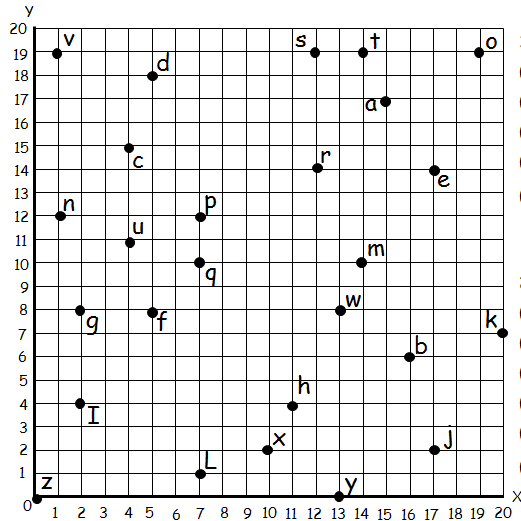 y
20
19 v s t o
18 d
17 a
16
15 c
14 r e
13
12 n p
11 u
10 q m
9
8 g f w
7 k
6 b
5
4 I h
3
2 x j
1 L
0 z y x
1 2 3 4 5 6 7 8 9 10 11 12 13 14 15 16 17 18 19 20